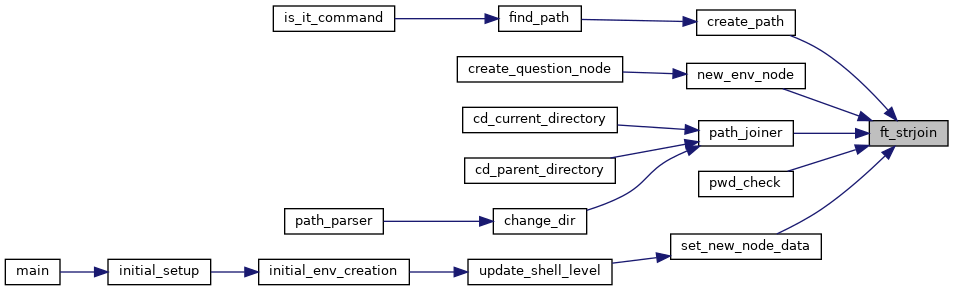 is_it_command
find_path
create_path
create_question_node
new_env_node
cd_current_directory
path_joiner
ft_strjoin
cd_parent_directory
pwd_check
path_parser
change_dir
set_new_node_data
main
initial_setup
initial_env_creation
update_shell_level